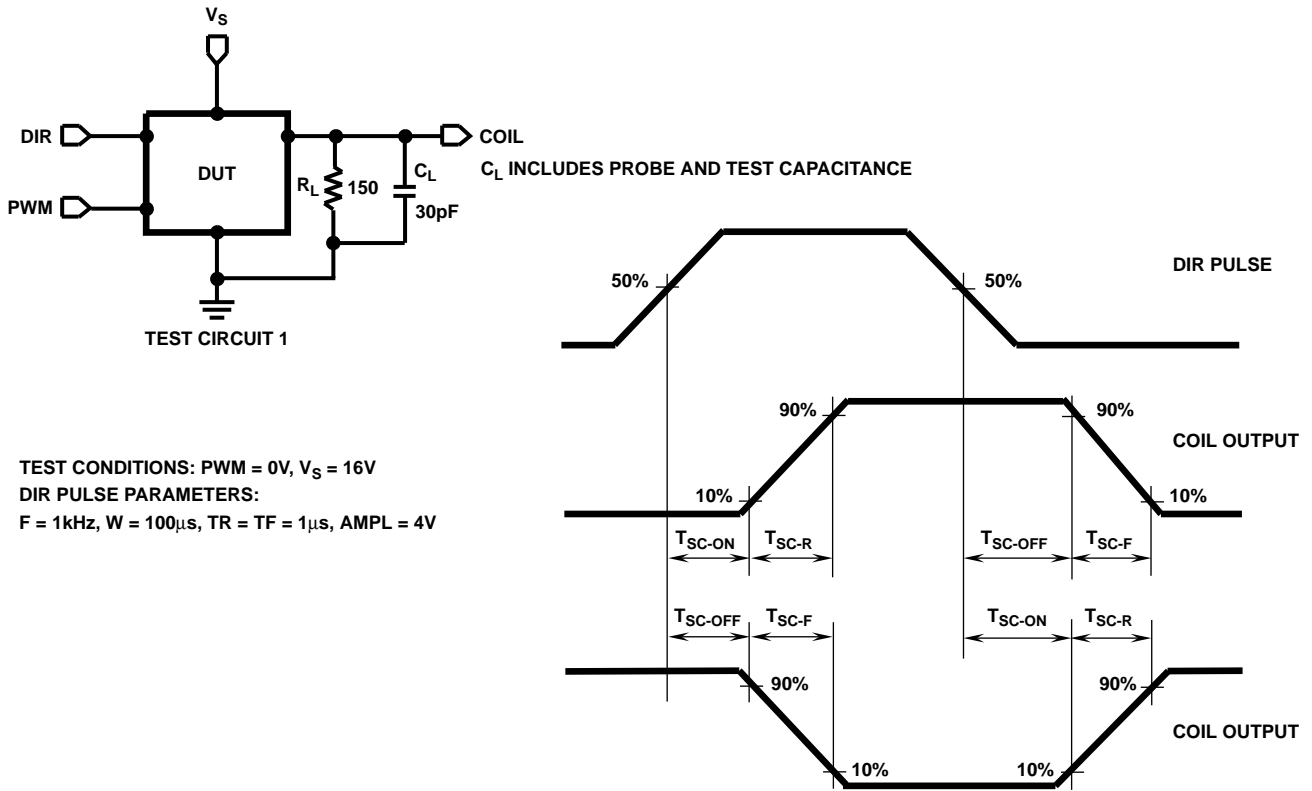 V_S
DIR
DUT
COIL
C_L INCLUDES PROBE AND TEST CAPACITANCE
R_L 150
C_L
30pF
PWM
TEST CIRCUIT 1
50%
50%
DIR PULSE
90%
90%
COIL OUTPUT
10%
10%
T_SC-ON
T_SC-R
T_SC-OFF
T_SC-F
TEST CONDITIONS: PWM = 0V, V_S = 16V
DIR PULSE PARAMETERS:
F = 1kHz, W = 100μs, TR = TF = 1μs, AMPL = 4V
T_SC-OFF
T_SC-F
T_SC-ON
T_SC-R
90%
90%
COIL OUTPUT
10%
10%